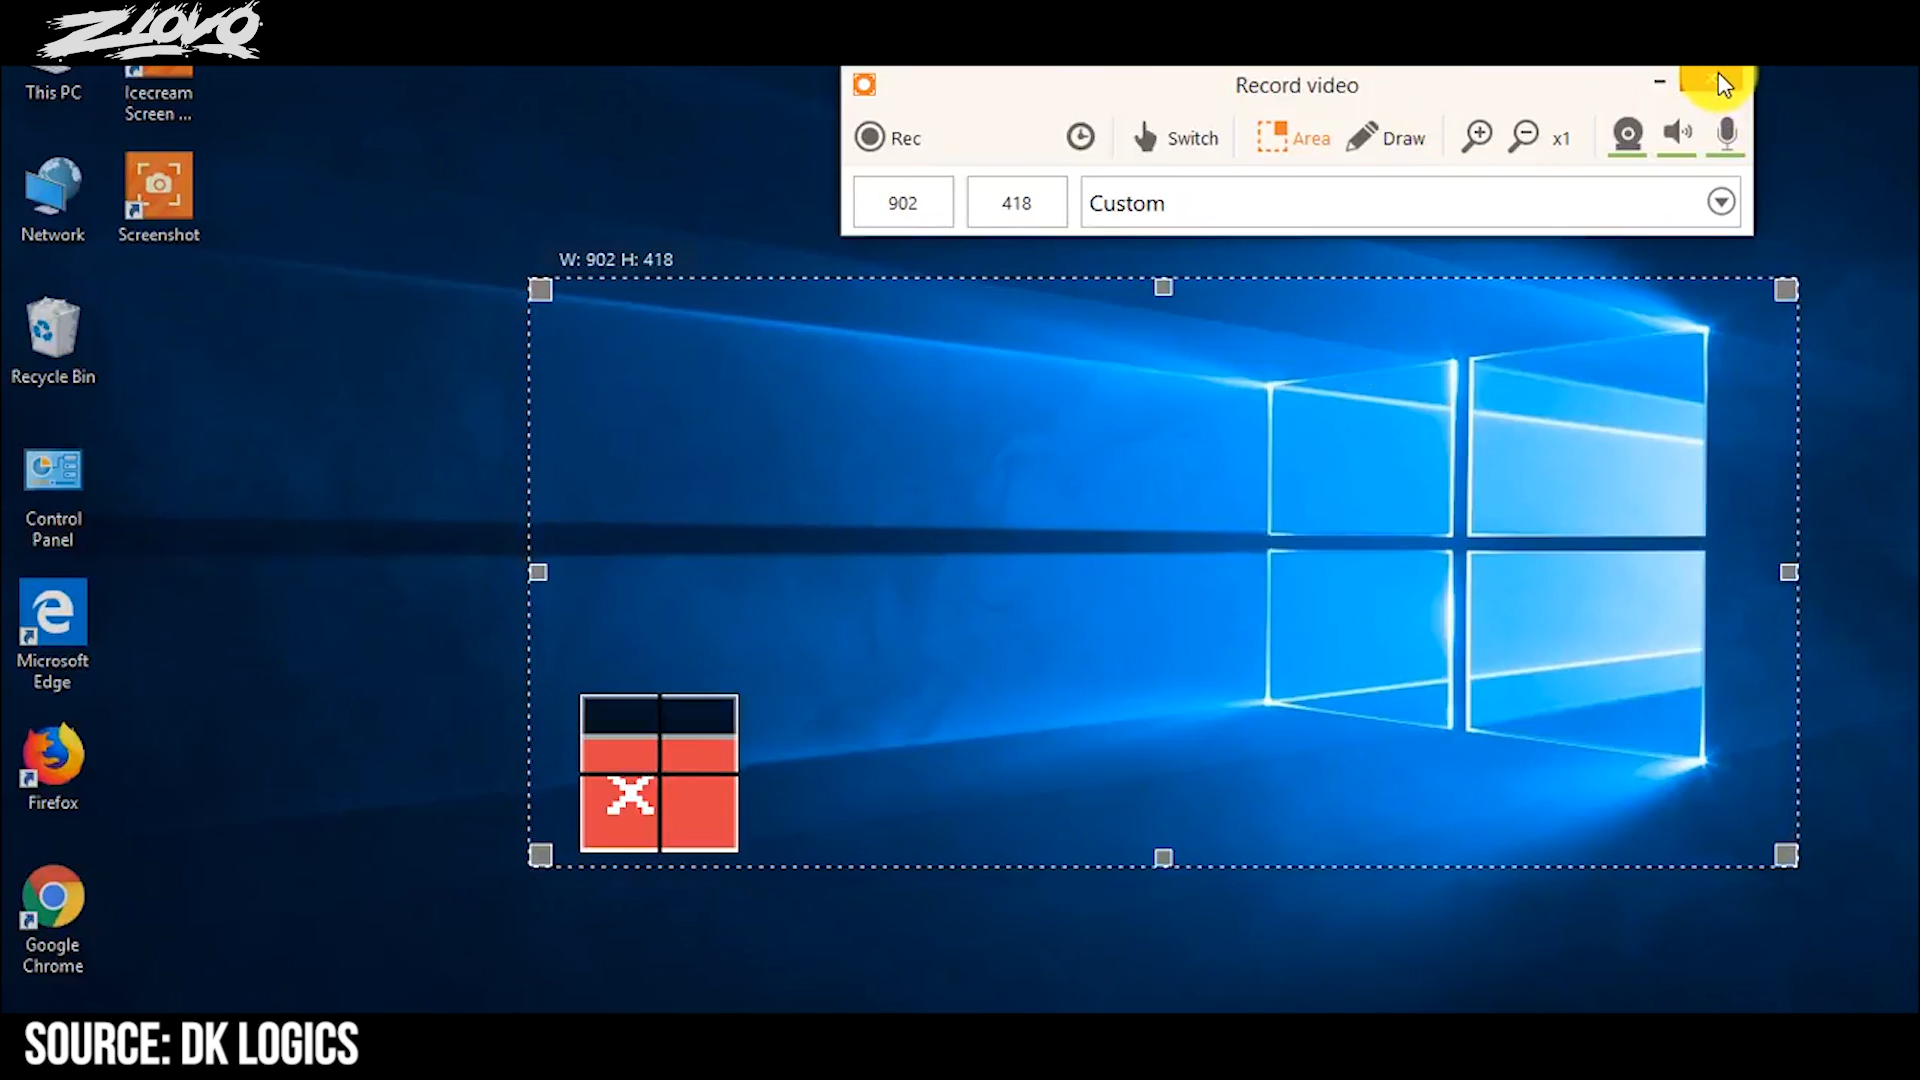 ZLOVO
This PC
Icecream
Screen ...
Network
Screenshot
Recycle Bin
Control
Panel
Microsoft
Edge
Firefox
Google
Chrome
Record video
Rec
Switch
Area
Draw
x1
902
418
Custom
W: 902 H: 418
SOURCE: DK LOGICS